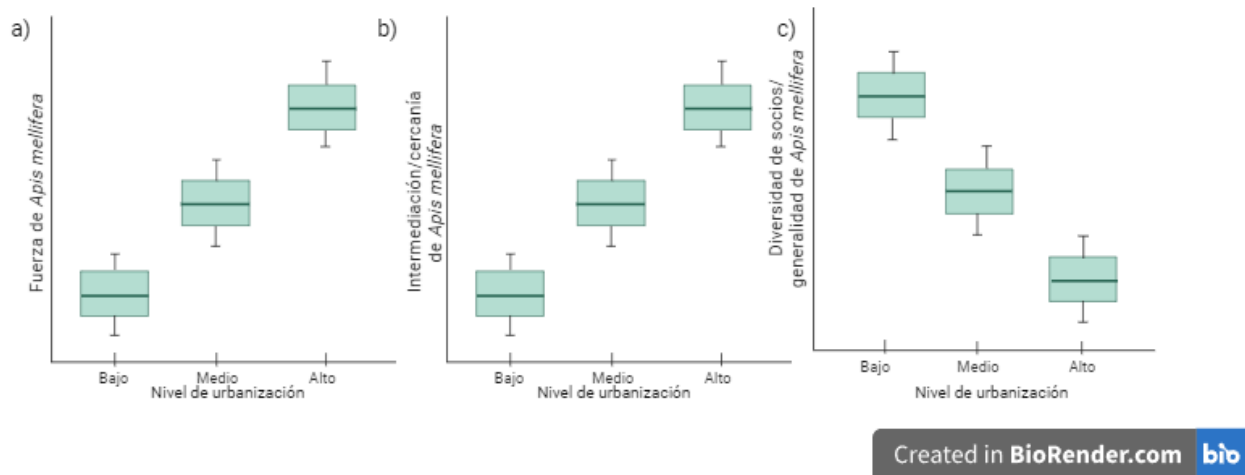 a)
Fuerza de Apis mellifera
Bajo
Medio
Alto
Nivel de urbanización
b)
Intermediación/cercanía
de Apis mellifera
Bajo
Medio
Alto
Nivel de urbanización
c)
Diversidad de socios/
generalidad de Apis mellifera
Bajo
Medio
Alto
Nivel de urbanización
Created in BioRender.com bio